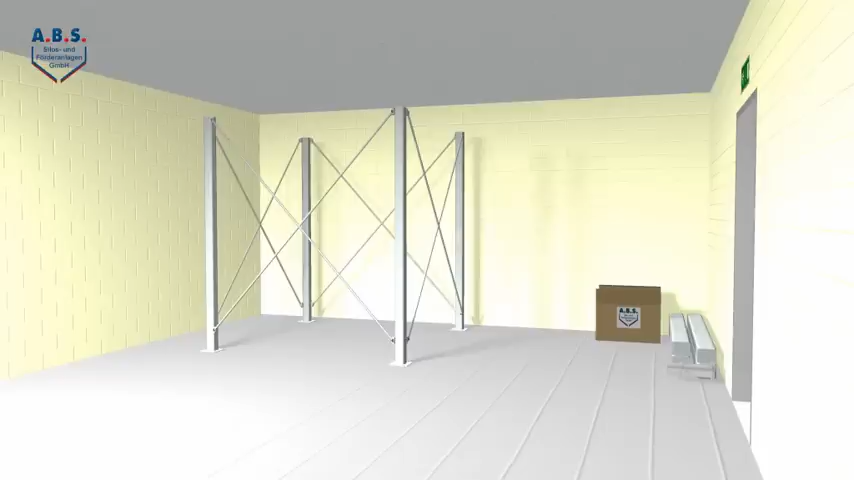 A.B.S.
Silos- und
Förderanlagen
GmbH
A.B.S.